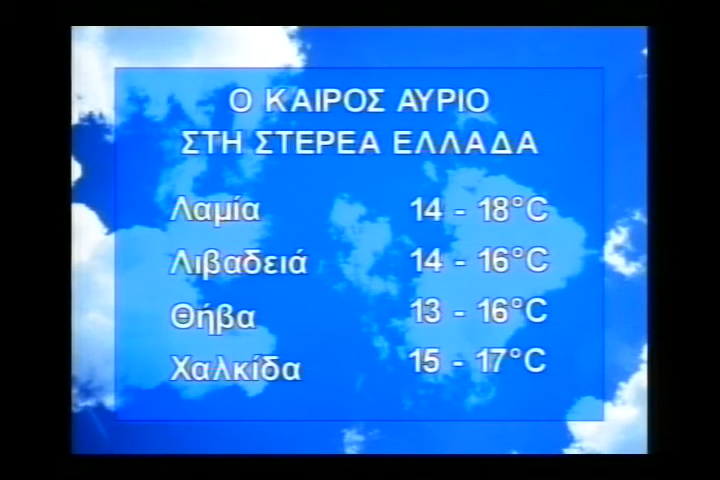 Ο ΚΑΙΡΟΣ ΑΥΡΙΟ
ΣΤΗ ΣΤΕΡΕΑ ΕΛΛΑΔΑ
Λαμία 14 - 18°C
Λιβαδειά 14 - 16°C
Θήβα 13 - 16°C
Χαλκίδα 15 - 17°C